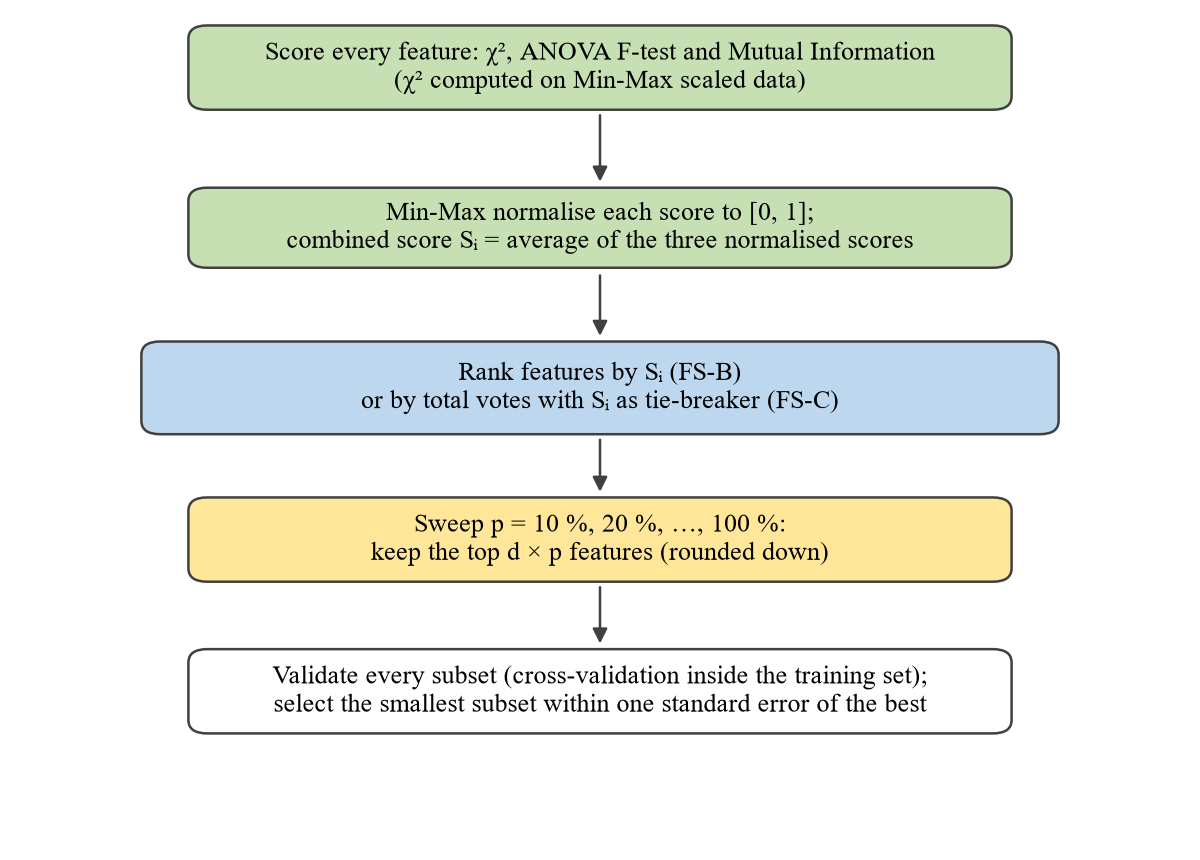 Score every feature: χ², ANOVA F-test and Mutual Information
(χ² computed on Min-Max scaled data)
Min-Max normalise each score to [0, 1];
combined score Sᵢ = average of the three normalised scores
Rank features by Sᵢ (FS-B)
or by total votes with Sᵢ as tie-breaker (FS-C)
Sweep p = 10 %, 20 %, …, 100 %:
keep the top d × p features (rounded down)
Validate every subset (cross-validation inside the training set);
select the smallest subset within one standard error of the best